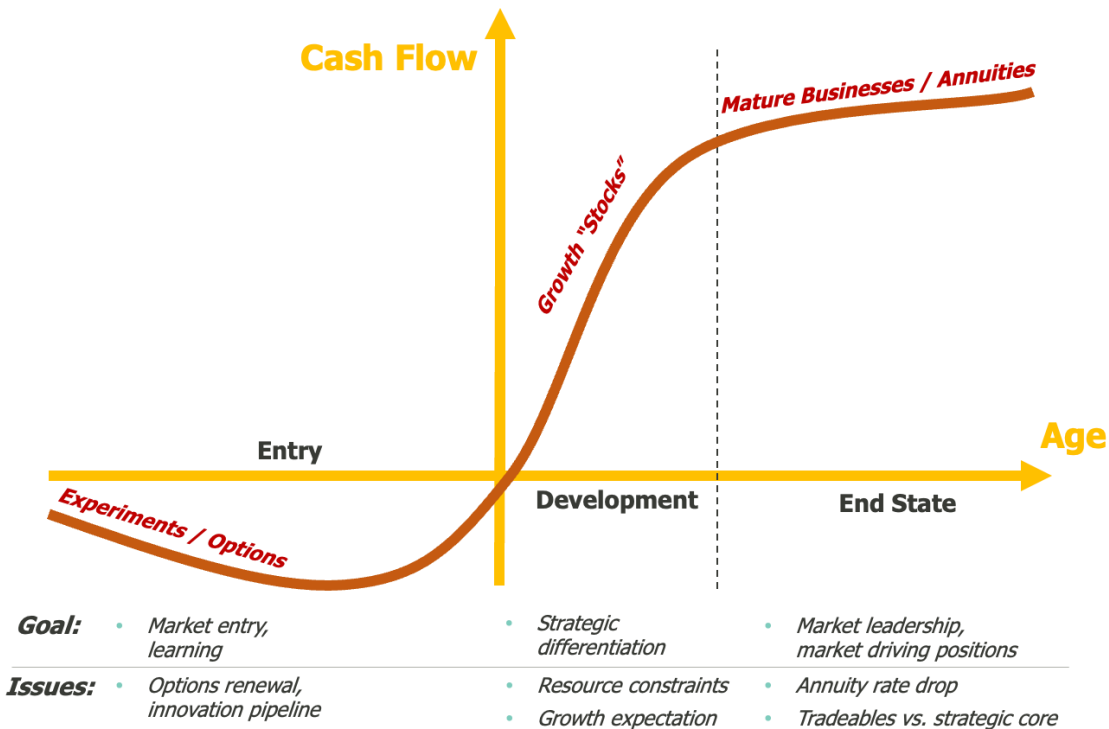 Cash Flow
Mature Businesses / Annuities
Growth “Stocks”
Age
Entry
Development
End State
Experiments / Options
Goal:
• Market entry,
learning
• Strategic
differentiation
• Market leadership,
market driving positions
Issues:
• Options renewal,
innovation pipeline
• Resource constraints
• Growth expectation
• Annuity rate drop
• Tradeables vs. strategic core